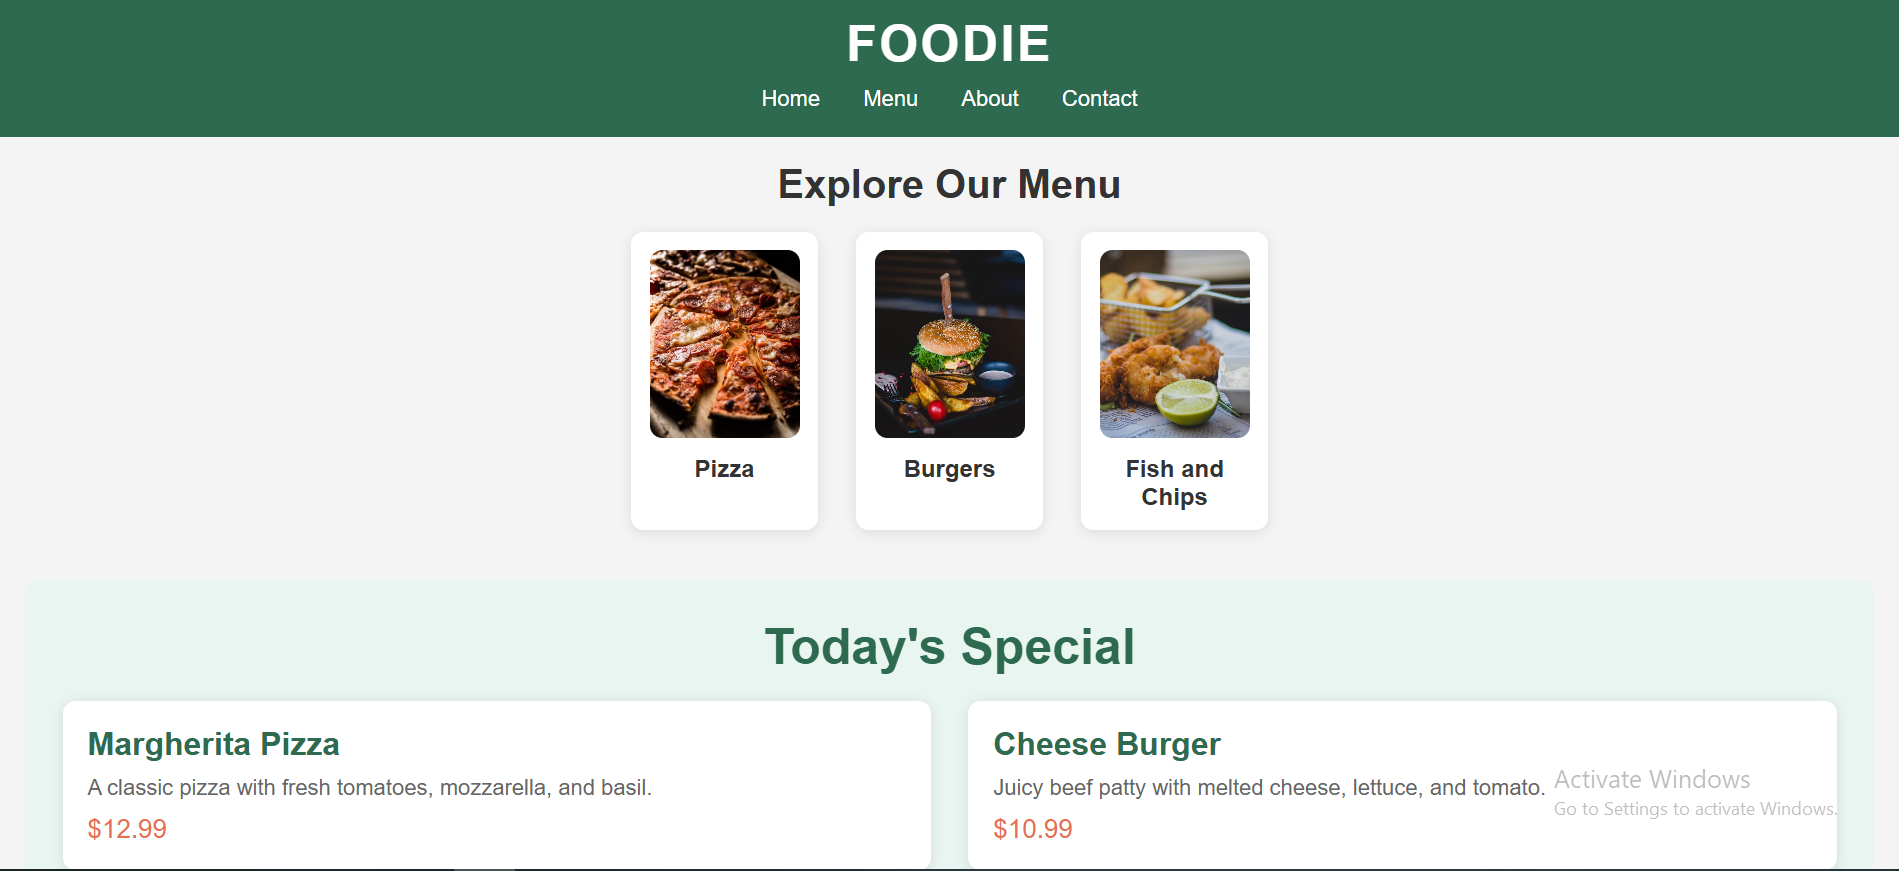 FOODIE
Home Menu About Contact
Explore Our Menu
Pizza
Burgers
Fish and
Chips
Today's Special
Margherita Pizza
A classic pizza with fresh tomatoes, mozzarella, and basil.
$12.99
Cheese Burger
Juicy beef patty with melted cheese, lettuce, and tomato.
$10.99
Activate Windows
Go to Settings to activate Windows.